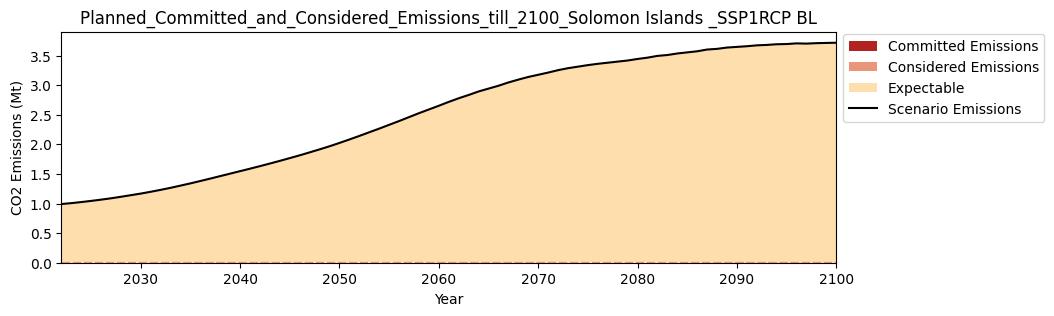 Planned_Committed_and_Considered_Emissions_till_2100_Solomon Islands _SSP1RCP BL
Committed Emissions
Considered Emissions
Expectable
Scenario Emissions
CO2 Emissions (Mt)
3.5
3.0
2.5
2.0
1.5
1.0
0.5
0.0
2030 2040 2050 2060 2070 2080 2090 2100
Year